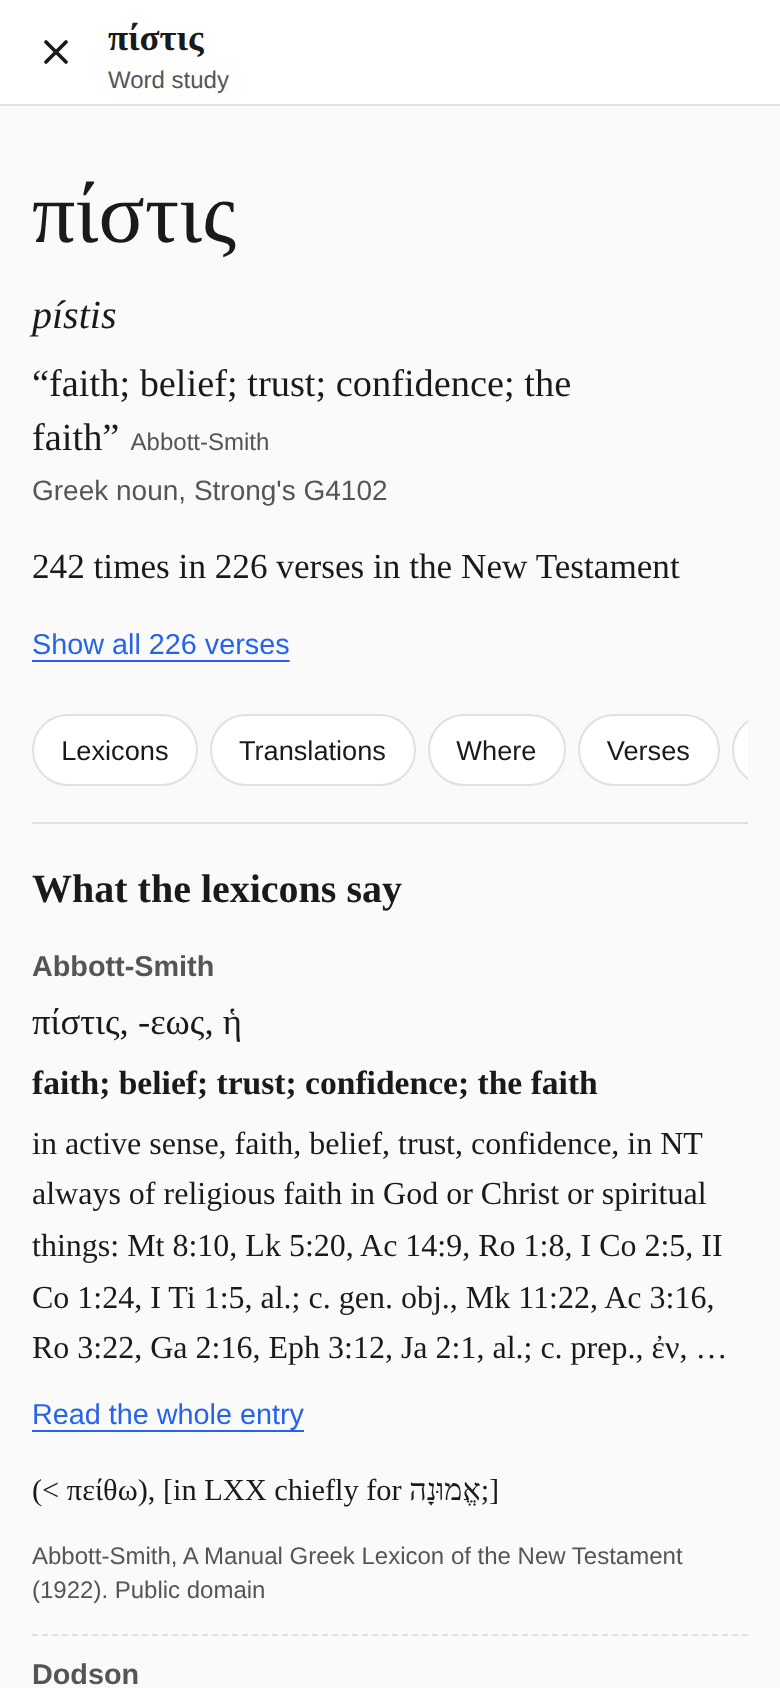 πίστις
Word study
πίστις
pístis
“faith; belief; trust; confidence; the
faith” Abbott-Smith
Greek noun, Strong's G4102
242 times in 226 verses in the New Testament
Show all 226 verses
Lexicons Translations Where Verses
What the lexicons say
Abbott-Smith
πίστις, -εως, ἡ
faith; belief; trust; confidence; the faith
in active sense, faith, belief, trust, confidence, in NT
always of religious faith in God or Christ or spiritual
things: Mt 8:10, Lk 5:20, Ac 14:9, Ro 1:8, I Co 2:5, II
Co 1:24, I Ti 1:5, al.; c. gen. obj., Mk 11:22, Ac 3:16,
Ro 3:22, Ga 2:16, Eph 3:12, Ja 2:1, al.; c. prep., ἐν, …
Read the whole entry
(< πείθω), [in LXX chiefly for אֱמוּנָה;]
Abbott-Smith, A Manual Greek Lexicon of the New Testament
(1922). Public domain
Dodson